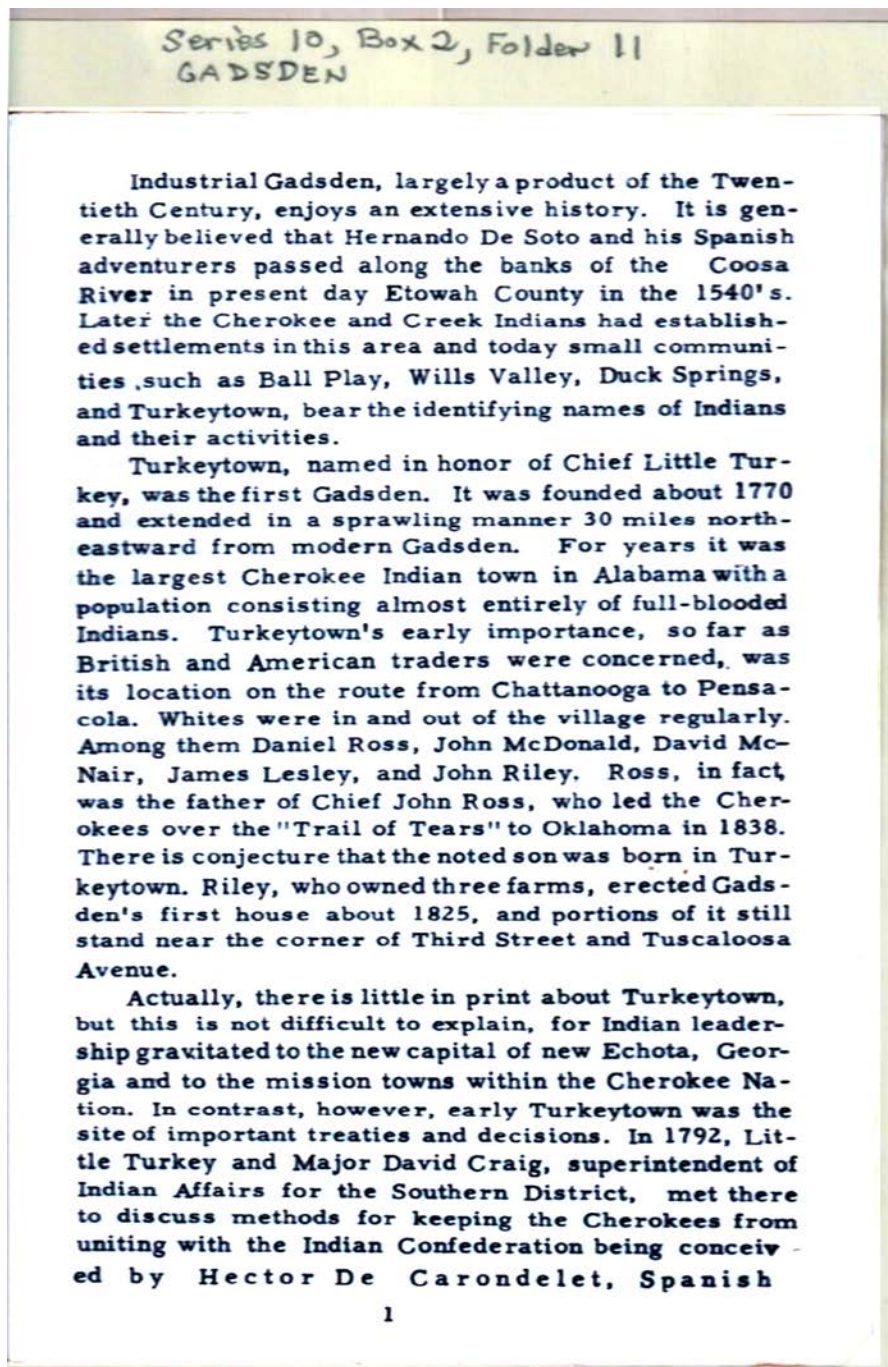 Series 10, Box 2, Folder 11
GADSDEN
Industrial Gadsden, largely a product of the Twen-
tieth Century, enjoys an extensive history. It is gen-
erally believed that Hernando De Soto and his Spanish
adventurers passed along the banks of the Coosa
River in present day Etowah County in the 1540's.
Later the Cherokee and Creek Indians had establish-
ed settlements in this area and today small communi-
ties ,such as Ball Play, Wills Valley, Duck Springs,
and Turkeytown, bear the identifying names of Indians
and their activities.
Turkeytown, named in honor of Chief Little Tur-
key, was the first Gadsden. It was founded about 1770
and extended in a sprawling manner 30 miles north-
eastward from modern Gadsden. For years it was
the largest Cherokee Indian town in Alabama with a
population consisting almost entirely of full-blooded
Indians. Turkeytown's early importance, so far as
British and American traders were concerned, was
its location on the route from Chattanooga to Pensa-
cola. Whites were in and out of the village regularly.
Among them Daniel Ross, John McDonald, David Mc-
Nair, James Lesley, and John Riley. Ross, in fact,
was the father of Chief John Ross, who led the Cher-
okees over the "Trail of Tears" to Oklahoma in 1838.
There is conjecture that the noted son was born in Tur-
keytown. Riley, who owned three farms, erected Gads-
den's first house about 1825, and portions of it still
stand near the corner of Third Street and Tuscaloosa
Avenue.
Actually, there is little in print about Turkeytown,
but this is not difficult to explain, for Indian leader-
ship gravitated to the new capital of new Echota, Geor-
gia and to the mission towns within the Cherokee Na-
tion. In contrast, however, early Turkeytown was the
site of important treaties and decisions. In 1792, Lit-
tle Turkey and Major David Craig, superintendent of
Indian Affairs for the Southern District, met there
to discuss methods for keeping the Cherokees from
uniting with the Indian Confederation being conceiv-
ed by Hector De Carondelet, Spanish
1